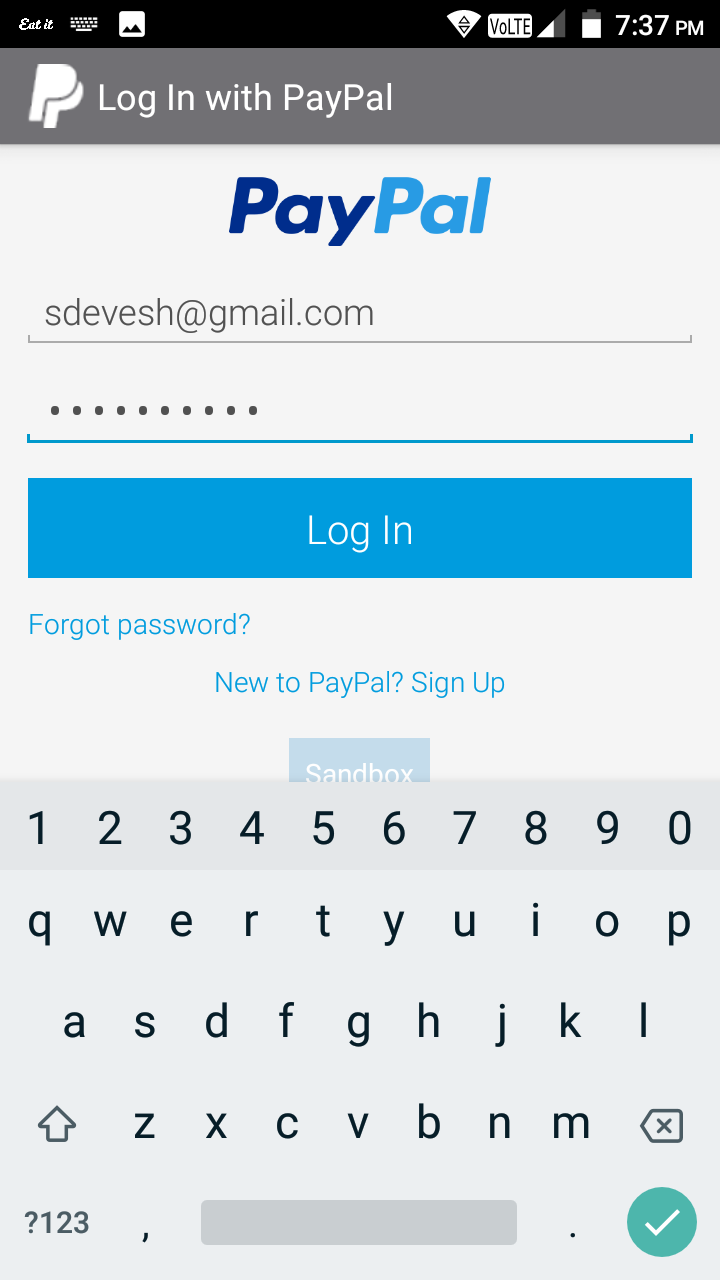 Eat it VoLTE 7:37 PM
Log In with PayPal
PayPal
sdevesh@gmail.com
Log In
Forgot password?
New to PayPal? Sign Up
Sandbox
1 2 3 4 5 6 7 8 9 0
q w e r t y u i o p
a s d f g h j k l
z x c v b n m
?123 , .